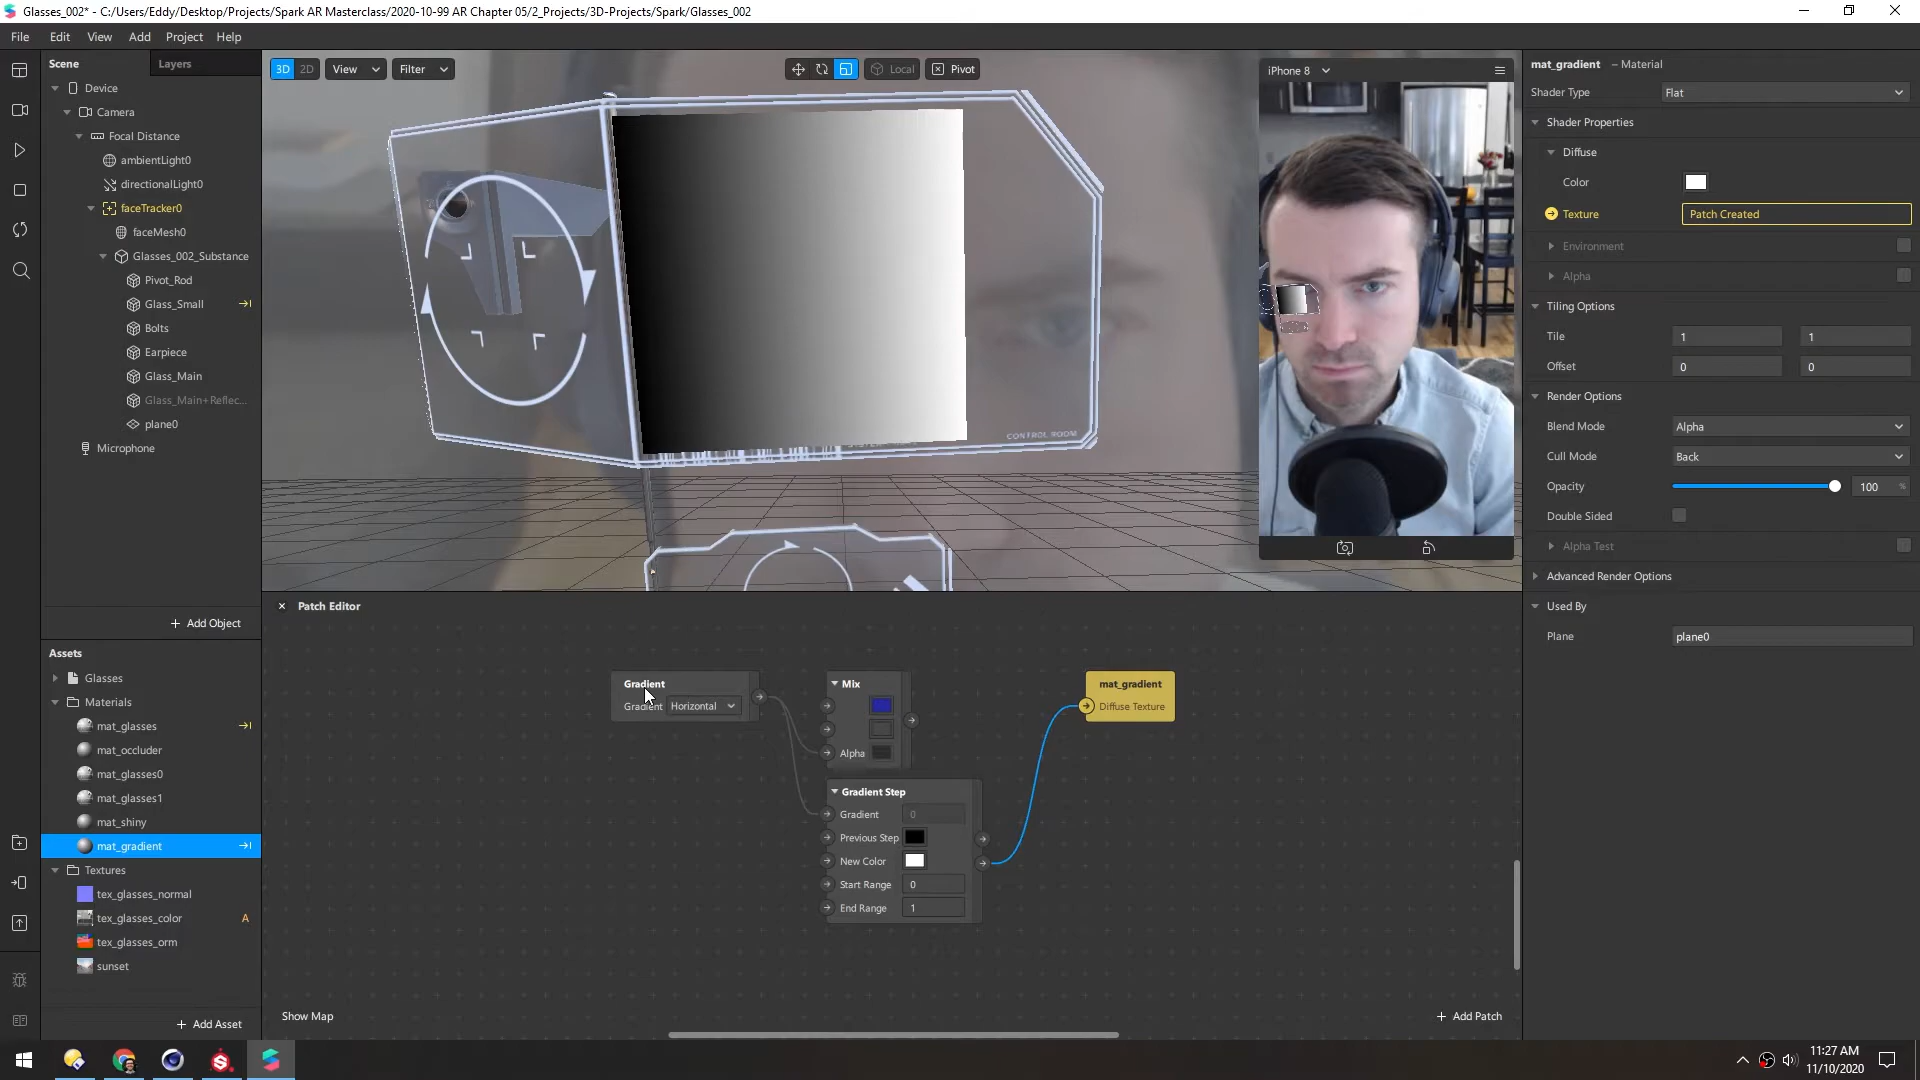 Glasses_002* - C:/Users/Eddy/Desktop/Projects/Spark AR Masterclass/2020-10-99 AR Chapter 05/2_Projects/3D-Projects/Spark/Glasses_002
File Edit View Add Project Help
Scene Layers
Device
Camera
Focal Distance
ambientLight0
directionalLight0
faceTracker0
faceMesh0
Glasses_002_Substance
Pivot_Rod
Glass_Small
Bolts
Earpiece
Glass_Main
Glass_Main+Reflec...
plane0
Microphone
+ Add Object
Assets
Glasses
Materials
mat_glasses
mat_occluder
mat_glasses0
mat_glasses1
mat_shiny
mat_gradient
Textures
tex_glasses_normal
tex_glasses_color A
tex_glasses_orm
sunset
+ Add Asset
3D 2D View Filter Local Pivot
CONTROL ROOM
iPhone 8
Patch Editor
Gradient
Gradient Horizontal
Mix
Alpha
Gradient Step
Gradient 0
Previous Step
New Color
Start Range 0
End Range 1
mat_gradient
Diffuse Texture
Show Map
+ Add Patch
mat_gradient – Material
Shader Type Flat
Shader Properties
Diffuse
Color
Texture Patch Created
Environment
Alpha
Tiling Options
Tile 1 1
Offset 0 0
Render Options
Blend Mode Alpha
Cull Mode Back
Opacity 100 %
Double Sided
Alpha Test
Advanced Render Options
Used By
Plane plane0
11:27 AM
11/10/2020